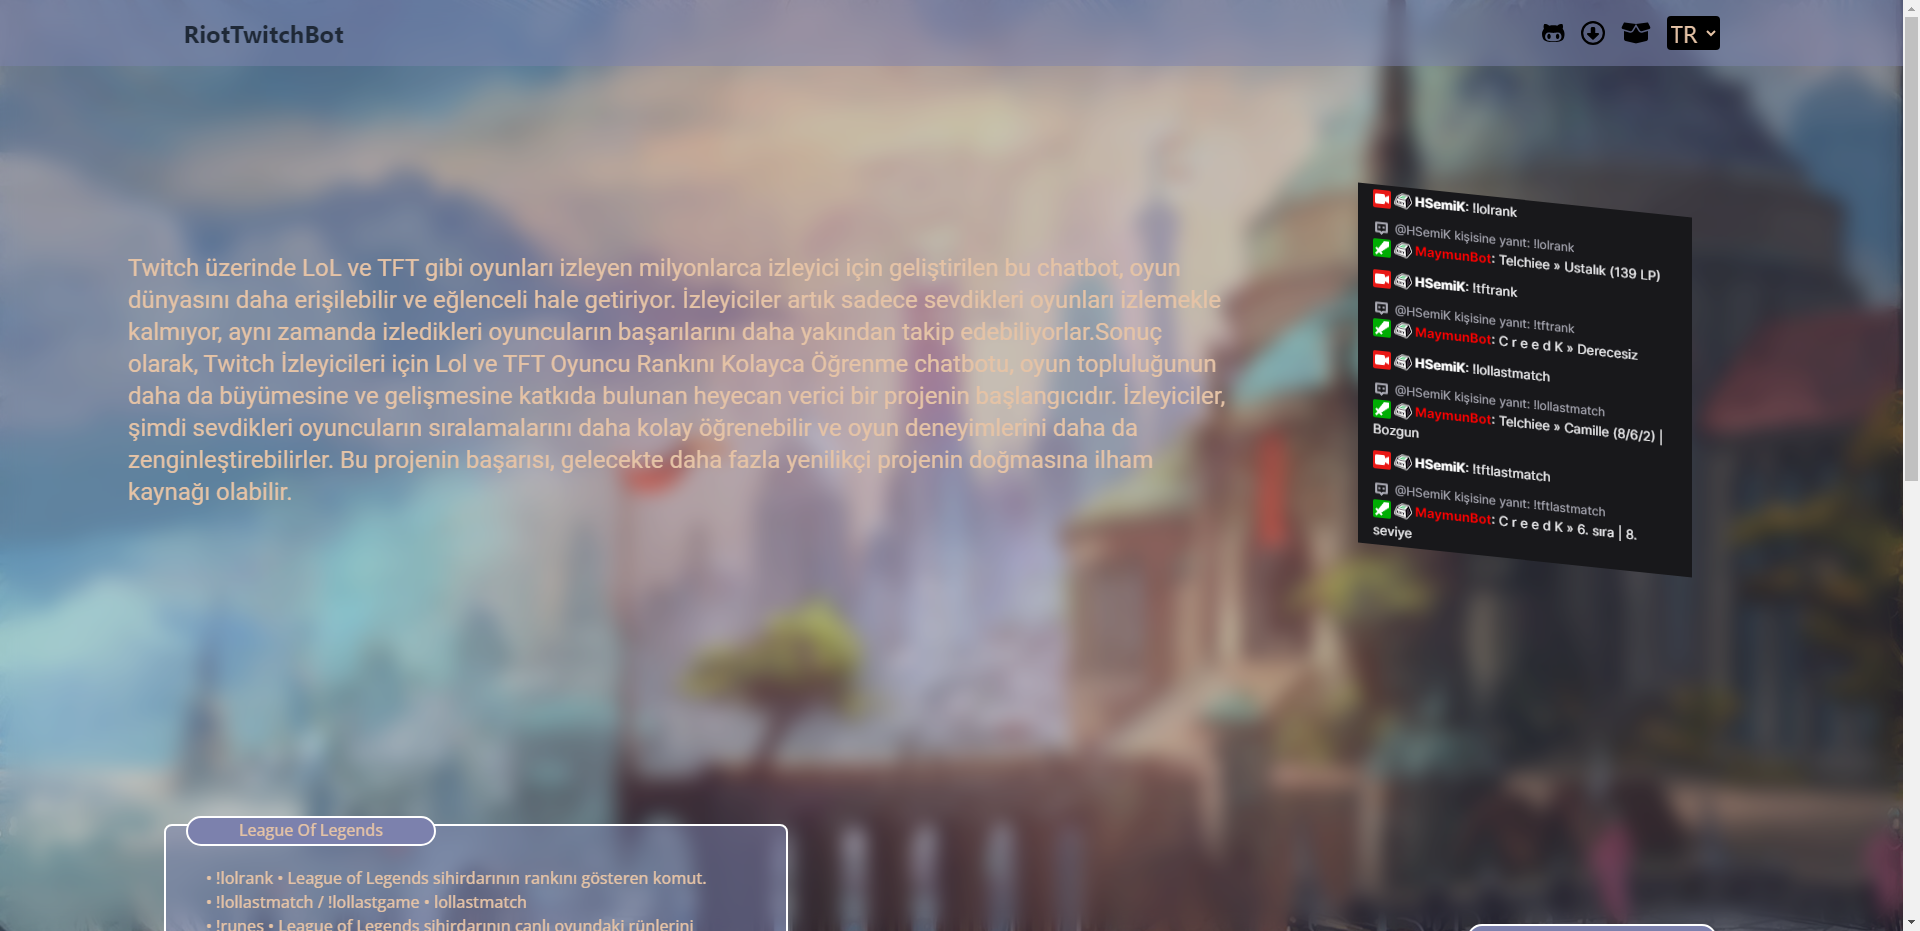 RiotTwitchBot
TR
Twitch üzerinde LoL ve TFT gibi oyunları izleyen milyonlarca izleyici için geliştirilen bu chatbot, oyun
dünyasını daha erişilebilir ve eğlenceli hale getiriyor. İzleyiciler artık sadece sevdikleri oyunları izlemekle
kalmıyor, aynı zamanda izledikleri oyuncuların başarılarını daha yakından takip edebiliyorlar.Sonuç
olarak, Twitch İzleyicileri için Lol ve TFT Oyuncu Rankını Kolayca Öğrenme chatbotu, oyun topluluğunun
daha da büyümesine ve gelişmesine katkıda bulunan heyecan verici bir projenin başlangıcıdır. İzleyiciler,
şimdi sevdikleri oyuncuların sıralamalarını daha kolay öğrenebilir ve oyun deneyimlerini daha da
zenginleştirebilirler. Bu projenin başarısı, gelecekte daha fazla yenilikçi projenin doğmasına ilham
kaynağı olabilir.
HSemiK: !lolrank
@HSemiK kişisine yanıt: !lolrank
MaymunBot: Telchiee » Ustalık (139 LP)
HSemiK: !tftrank
@HSemiK kişisine yanıt: !tftrank
MaymunBot: C r e e d K » Derecesiz
HSemiK: !lollastmatch
@HSemiK kişisine yanıt: !lollastmatch
MaymunBot: Telchiee » Camille (8/6/2) |
Bozgun
HSemiK: !tftlastmatch
@HSemiK kişisine yanıt: !tftlastmatch
MaymunBot: C r e e d K » 6. sıra | 8.
seviye
League Of Legends
• !lolrank • League of Legends sihirdarının rankını gösteren komut.
• !lollastmatch / !lollastgame • lollastmatch
• !runes • League of Legends sihirdarının canlı oyundaki rünlerini